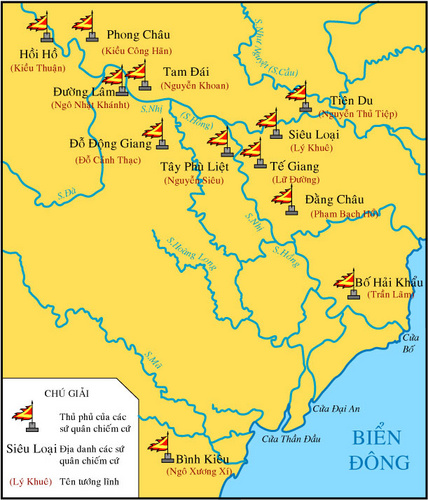 Phong Châu
(Kiều Công Hãn)
Hồi Hồ
(Kiều Thuận)
Tam Đái
(Nguyễn Khoan)
Đường Lâm
(Ngô Nhật Khánht)
S.Như Nguyệt (S.Cầu)
Tiên Du
(Nguyễn Thủ Tiệp)
S.Nhị
(S.Hồng)
Đỗ Động Giang
(Đỗ Cảnh Thạc)
Siêu Loại
(Lý Khuê)
Tây Phù Liệt
(Nguyễn Siêu)
Tế Giang
(Lữ Đường)
S.Đà
Đằng Châu
(Phạm Bạch Hổ)
S.Nhị
S.Hồng
S.Hoàng Long
Bố Hải Khẩu
(Trần Lãm)
Cửa
Bố
S.Mã
Cửa Đại An
Cửa Thần Đầu
BIỂN
ĐÔNG
Bình Kiều
(Ngô Xương Xí)
CHÚ GIẢI
Thủ phủ của các
sứ quân chiếm cứ
Siêu Loại
Địa danh các sứ
quân chiếm cứ
(Lý Khuê)
Tên tướng lĩnh